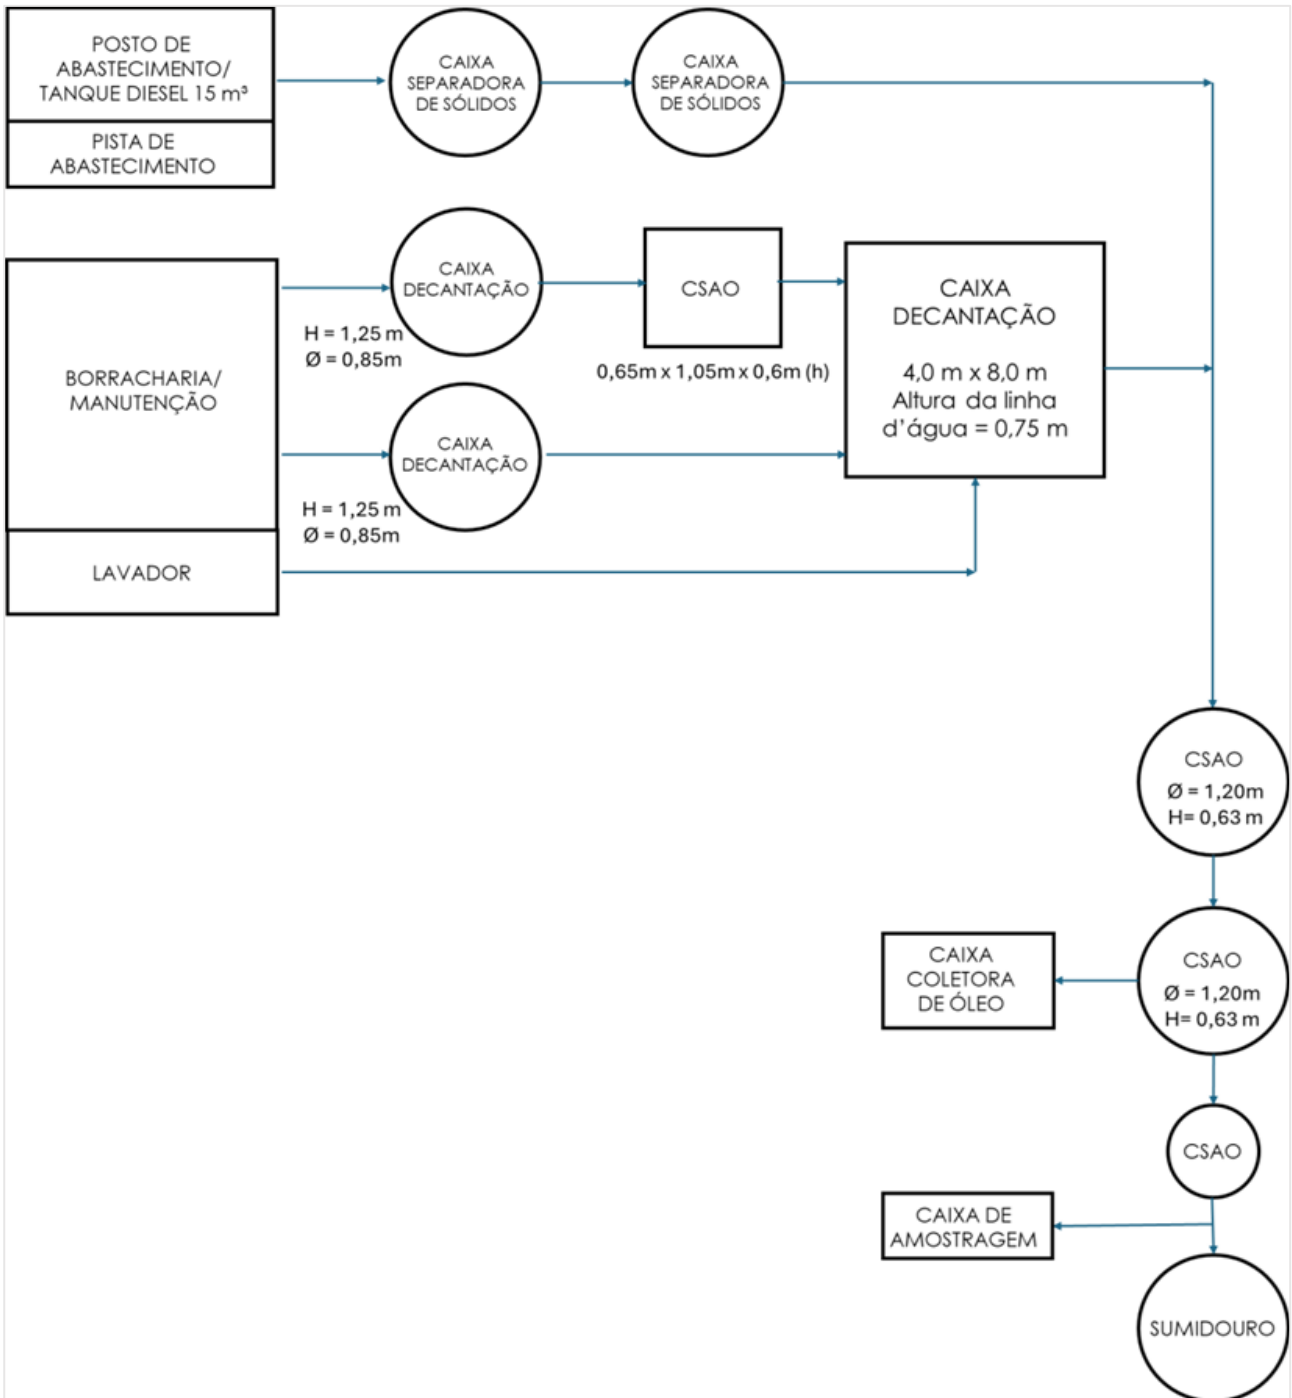 POSTO DE
ABASTECIMENTO/
TANQUE DIESEL 15 m³
PISTA DE
ABASTECIMENTO
CAIXA
SEPARADORA
DE SÓLIDOS
CAIXA
SEPARADORA
DE SÓLIDOS
BORRACHARIA/
MANUTENÇÃO
LAVADOR
CAIXA
DECANTAÇÃO
H = 1,25 m
Ø = 0,85m
CSAO
0,65m x 1,05m x 0,6m (h)
CAIXA
DECANTAÇÃO
H = 1,25 m
Ø = 0,85m
CAIXA
DECANTAÇÃO
4,0 m x 8,0 m
Altura da linha
d'água = 0,75 m
CSAO
Ø = 1,20m
H= 0,63 m
CSAO
Ø = 1,20m
H= 0,63 m
CAIXA
COLETORA
DE ÓLEO
CSAO
CAIXA DE
AMOSTRAGEM
SUMIDOURO